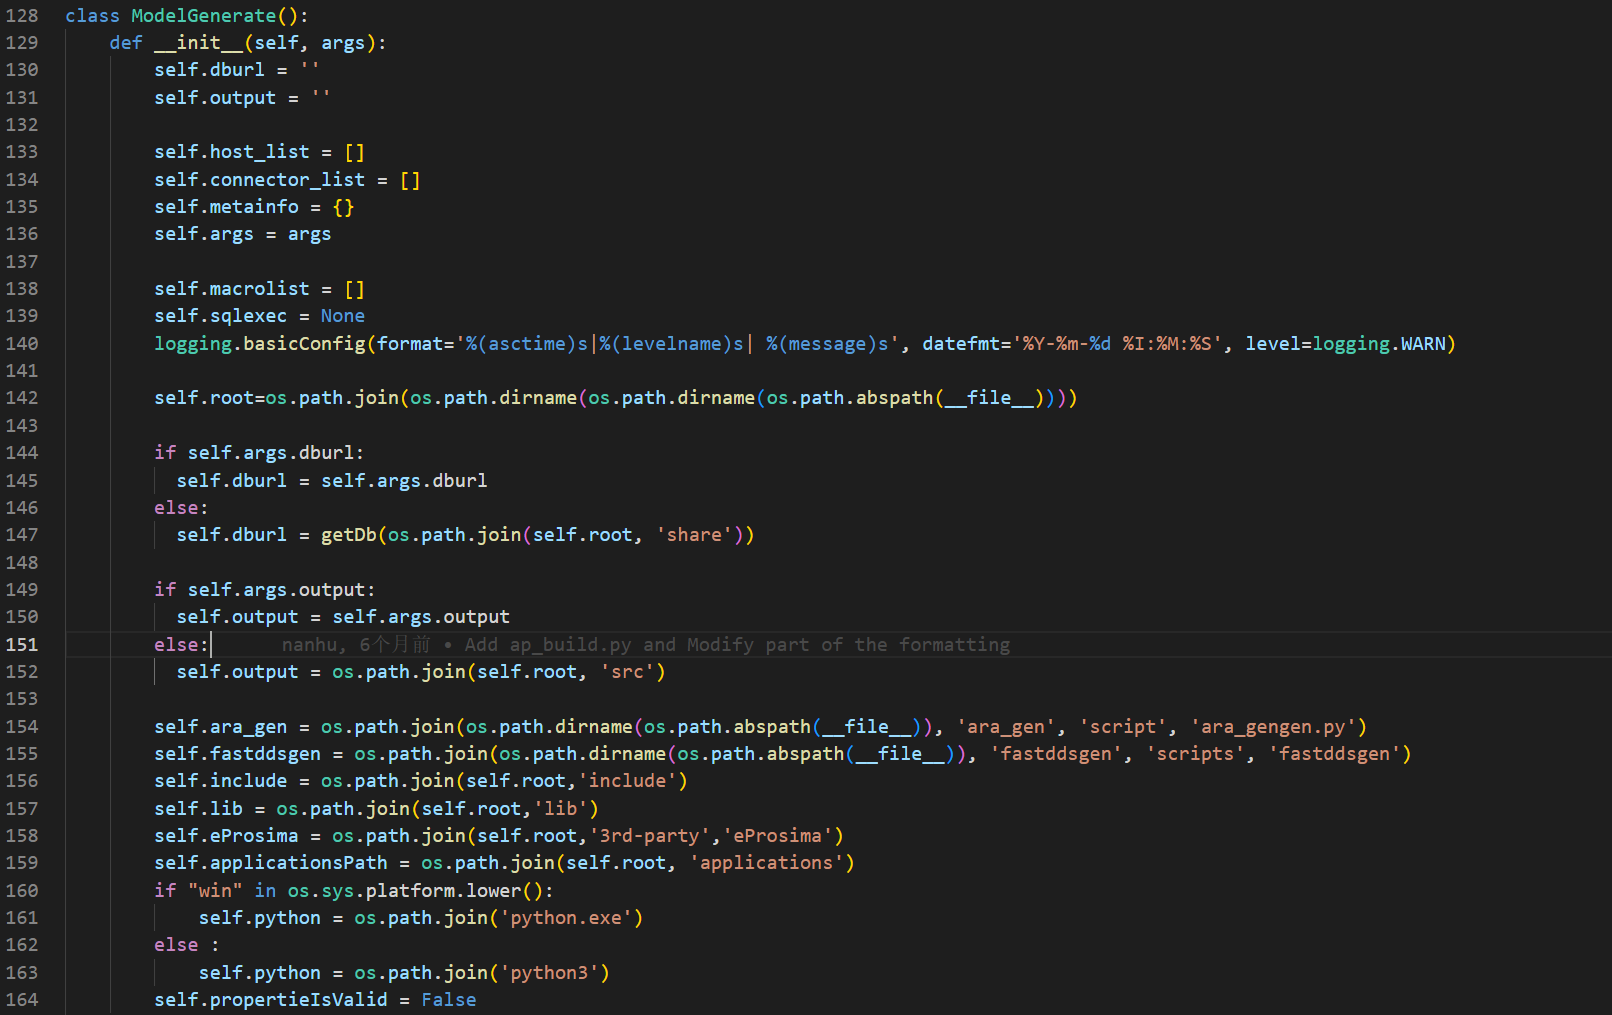 128 class ModelGenerate():
129     def __init__(self, args):
130         self.dburl = ''
131         self.output = ''
132
133         self.host_list = []
134         self.connector_list = []
135         self.metainfo = {}
136         self.args = args
137
138         self.macrolist = []
139         self.sqlexec = None
140         logging.basicConfig(format='%(asctime)s|%(levelname)s| %(message)s', datefmt='%Y-%m-%d %I:%M:%S', level=logging.WARN)
141
142         self.root=os.path.join(os.path.dirname(os.path.dirname(os.path.abspath(__file__))))
143
144         if self.args.dburl:
145           self.dburl = self.args.dburl
146         else:
147           self.dburl = getDb(os.path.join(self.root, 'share'))
148
149         if self.args.output:
150           self.output = self.args.output
151         else:       nanhu, 6个月前 • Add ap_build.py and Modify part of the formatting
152           self.output = os.path.join(self.root, 'src')
153
154         self.ara_gen = os.path.join(os.path.dirname(os.path.abspath(__file__)), 'ara_gen', 'script', 'ara_gengen.py')
155         self.fastddsgen = os.path.join(os.path.dirname(os.path.abspath(__file__)), 'fastddsgen', 'scripts', 'fastddsgen')
156         self.include = os.path.join(self.root,'include')
157         self.lib = os.path.join(self.root,'lib')
158         self.eProsima = os.path.join(self.root,'3rd-party','eProsima')
159         self.applicationsPath = os.path.join(self.root, 'applications')
160         if "win" in os.sys.platform.lower():
161             self.python = os.path.join('python.exe')
162         else :
163             self.python = os.path.join('python3')
164         self.propertieIsValid = False